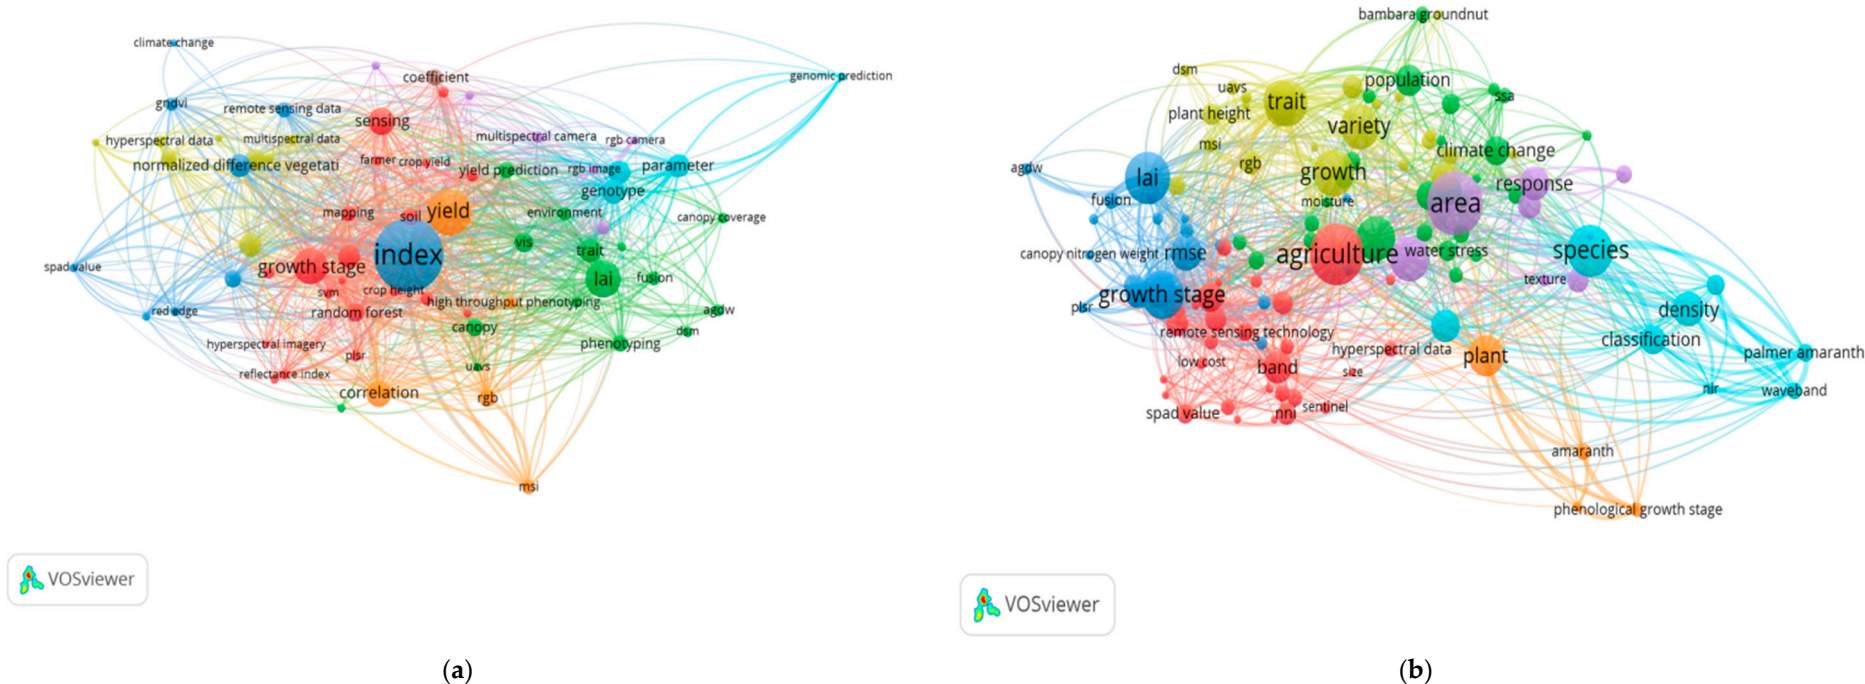 climate change
coefficient
genomic prediction
gndvi
remote sensing data
sensing
hyperspectral data
multispectral data
multispectral camera
rgb camera
normalized difference vegetati
farmer
crop yield
yield prediction
rgb image
parameter
genotype
mapping
soil
yield
environment
canopy coverage
index
vis
trait
spad value
growth stage
lai
fusion
svm
crop height
high throughput phenotyping
red edge
random forest
agdw
canopy
dsm
hyperspectral imagery
phenotyping
plsr
uavs
reflectance index
correlation
rgb
msi
VOSviewer
(a)
bambara groundnut
dsm
population
uavs
trait
ssa
plant height
variety
msi
climate change
rgb
agdw
lai
growth
response
fusion
moisture
area
canopy nitrogen weight
rmse
agriculture
water stress
species
texture
growth stage
plsr
density
remote sensing technology
classification
hyperspectral data
plant
palmer amaranth
low cost
band
size
nir
waveband
spad value
nni
sentinel
amaranth
phenological growth stage
VOSviewer
(b)